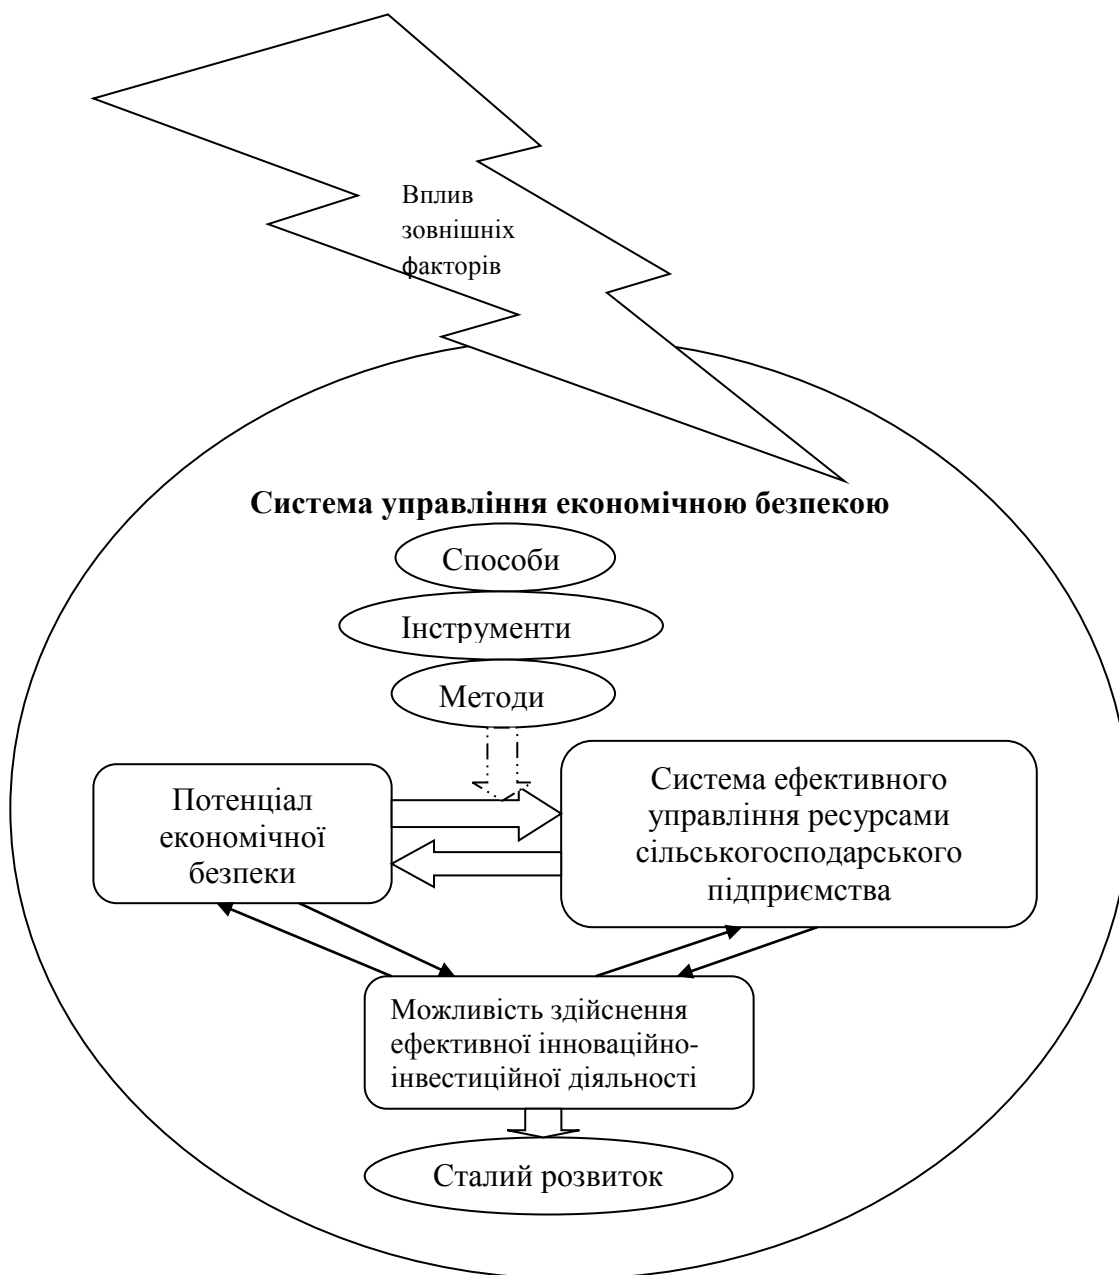 Вплив
зовнішніх
факторів
Система управління економічною безпекою
Способи
Інструменти
Методи
Потенціал
економічної
безпеки
Система ефективного
управління ресурсами
сільськогосподарського
підприємства
Можливість здійснення
ефективної інноваційно-
інвестиційної діяльності
Сталий розвиток